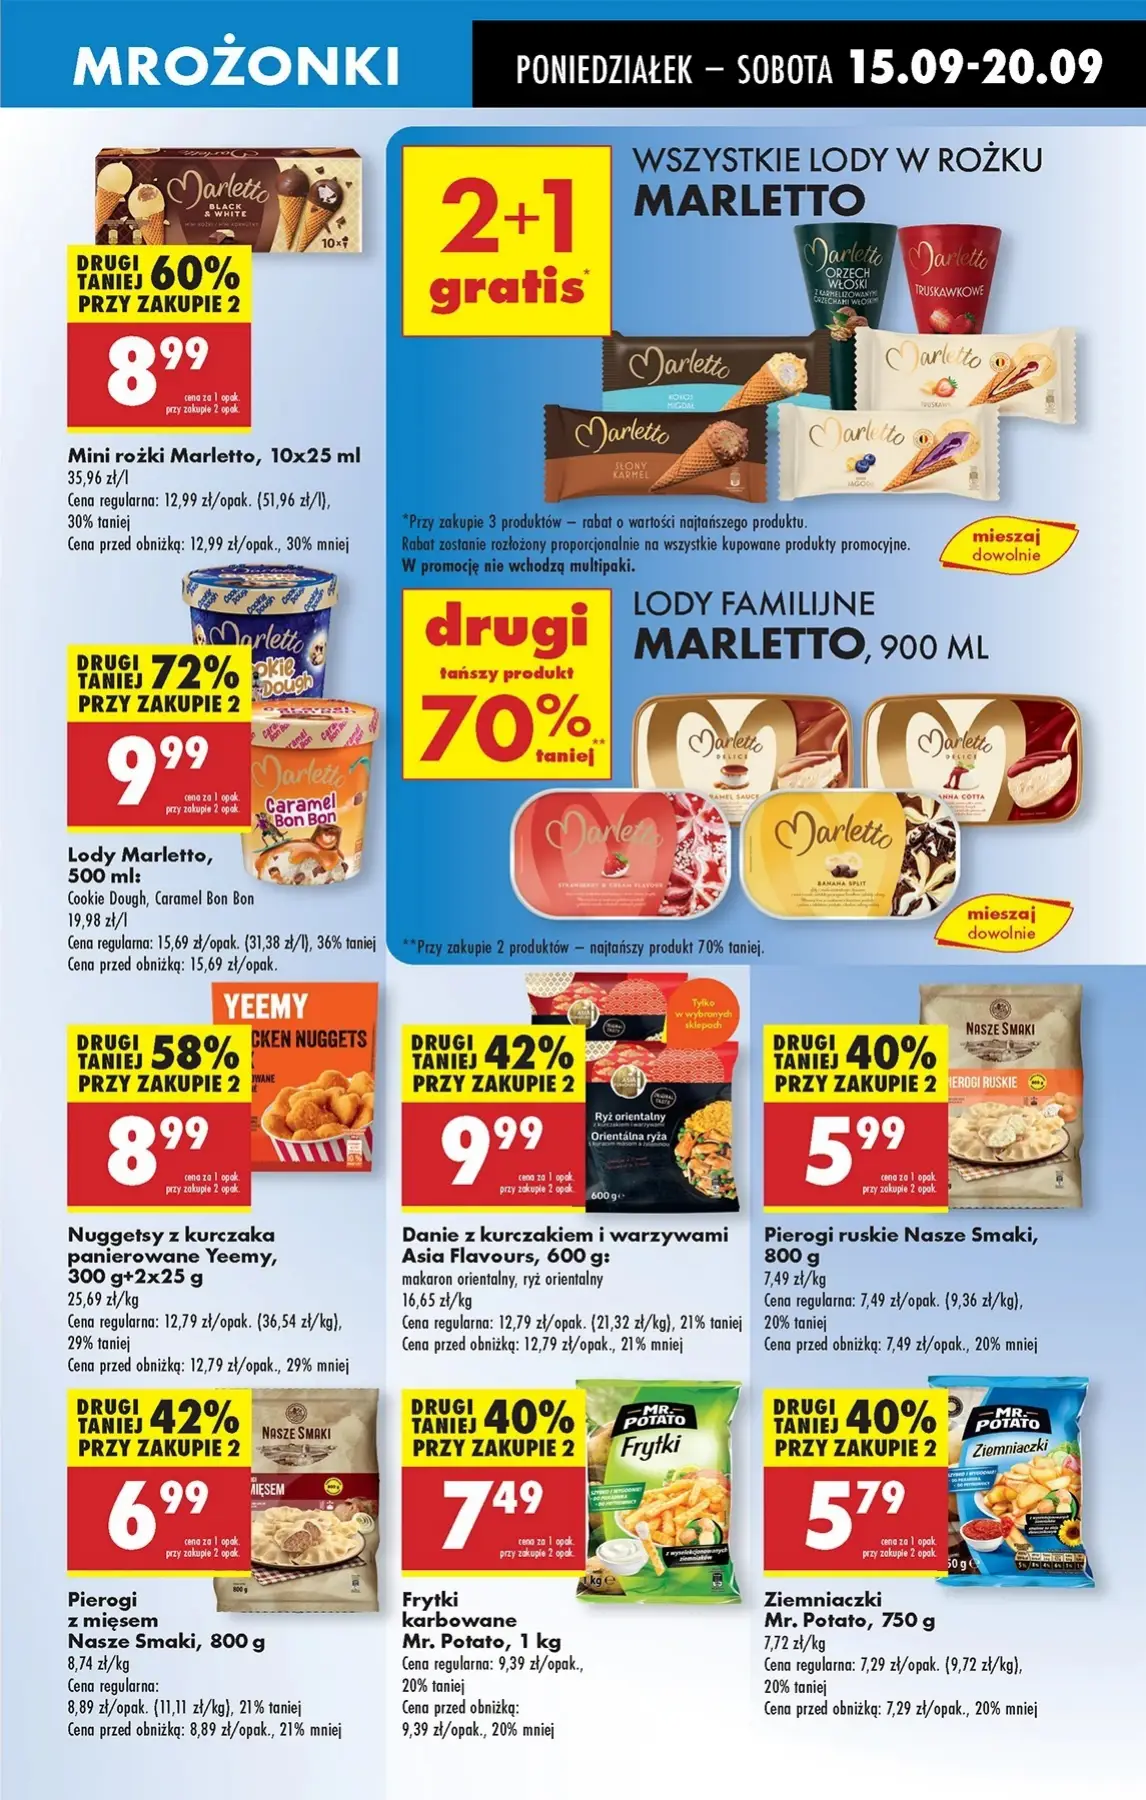 MROŻONKI
PONIEDZIAŁEK – SOBOTA 15.09-20.09
Marletto
BLACK
& WHITE
10x
DRUGI
TANIEJ 60%
PRZY ZAKUPIE 2
8 99
cena za 1 opak.
przy zakupie 2 opak.
Mini rożki Marletto, 10x25 ml
35,96 zł/l
Cena regularna: 12,99 zł/opak. (51,96 zł/l),
30% taniej
Cena przed obniżką: 12,99 zł/opak., 30% mniej
2+1
gratis*
WSZYSTKIE LODY W ROŻKU
MARLETTO
Marletto
ORZECH
WŁOSKI
Z KARMELIZOWANYMI
ORZECHAMI WŁOSKIMI
Marletto
TRUSKAWKOWE
Marletto
KOKOS
MIGDAŁ
Marletto
Marletto
SŁONY
KARMEL
Marletto
*Przy zakupie 3 produktów – rabat o wartości najtańszego produktu.
Rabat zostanie rozłożony proporcjonalnie na wszystkie kupowane produkty promocyjne.
W promocję nie wchodzą multipaki.
mieszaj
dowolnie
Marletto
Cookie
Dough
DRUGI
TANIEJ 72%
PRZY ZAKUPIE 2
9 99
cena za 1 opak.
przy zakupie 2 opak.
Marletto
Caramel
Bon Bon
Lody Marletto,
500 ml:
Cookie Dough, Caramel Bon Bon
19,98 zł/l
Cena regularna: 15,69 zł/opak. (31,38 zł/l), 36% taniej
Cena przed obniżką: 15,69 zł/opak.
drugi
tańszy produkt
70%
taniej**
LODY FAMILIJNE
MARLETTO, 900 ML
Marletto
DELICE
Marletto
DELICE
Marletto
STRAWBERRY & CREAM FLAVOUR
Marletto
BANANA SPLIT
**Przy zakupie 2 produktów – najtańszy produkt 70% taniej.
mieszaj
dowolnie
YEEMY
CKEN NUGGETS
DRUGI
TANIEJ 58%
PRZY ZAKUPIE 2
8 99
cena za 1 opak.
przy zakupie 2 opak.
Nuggetsy z kurczaka
panierowane Yeemy,
300 g+2x25 g
25,69 zł/kg
Cena regularna: 12,79 zł/opak. (36,54 zł/kg),
29% taniej
Cena przed obniżką: 12,79 zł/opak., 29% mniej
Tylko
w wybranych
sklepach
DRUGI
TANIEJ 42%
PRZY ZAKUPIE 2
9 99
cena za 1 opak.
przy zakupie 2 opak.
Ryż orientalny
z kurczakiem i warzywami
Orientálna ryža
600 g
Danie z kurczakiem i warzywami
Asia Flavours, 600 g:
makaron orientalny, ryż orientalny
16,65 zł/kg
Cena regularna: 12,79 zł/opak. (21,32 zł/kg), 21% taniej
Cena przed obniżką: 12,79 zł/opak., 21% mniej
NASZE SMAKI
PIEROGI RUSKIE
DRUGI
TANIEJ 40%
PRZY ZAKUPIE 2
5 99
cena za 1 opak.
przy zakupie 2 opak.
Pierogi ruskie Nasze Smaki,
800 g
7,49 zł/kg
Cena regularna: 7,49 zł/opak. (9,36 zł/kg),
20% taniej
Cena przed obniżką: 7,49 zł/opak., 20% mniej
DRUGI
TANIEJ 42%
PRZY ZAKUPIE 2
6 99
cena za 1 opak.
przy zakupie 2 opak.
NASZE SMAKI
MIĘSEM
800 g
Pierogi
z mięsem
Nasze Smaki, 800 g
8,74 zł/kg
Cena regularna:
8,89 zł/opak. (11,11 zł/kg), 21% taniej
Cena przed obniżką: 8,89 zł/opak., 21% mniej
DRUGI
TANIEJ 40%
PRZY ZAKUPIE 2
7 49
cena za 1 opak.
przy zakupie 2 opak.
MR.
POTATO
Frytki
1 kg
Frytki
karbowane
Mr. Potato, 1 kg
Cena regularna: 9,39 zł/opak.,
20% taniej
Cena przed obniżką:
9,39 zł/opak., 20% mniej
DRUGI
TANIEJ 40%
PRZY ZAKUPIE 2
5 79
cena za 1 opak.
przy zakupie 2 opak.
MR.
POTATO
Ziemniaczki
50 g
Ziemniaczki
Mr. Potato, 750 g
7,72 zł/kg
Cena regularna: 7,29 zł/opak. (9,72 zł/kg),
20% taniej
Cena przed obniżką: 7,29 zł/opak., 20% mniej